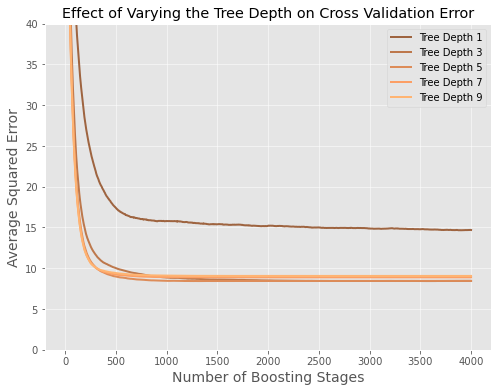 Effect of Varying the Tree Depth on Cross Validation Error
Tree Depth 1
Tree Depth 3
Tree Depth 5
Tree Depth 7
Tree Depth 9
Average Squared Error
40
35
30
25
20
15
10
5
0
0 500 1000 1500 2000 2500 3000 3500 4000
Number of Boosting Stages